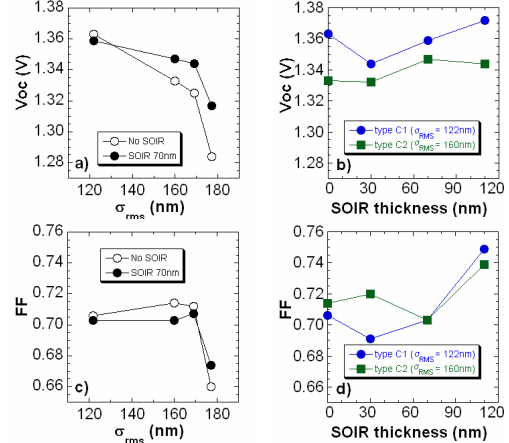 1.38
1.36
1.34
1.32
1.30
1.28
Voc (V)
No SOIR
SOIR 70nm
a)
120 140 160 180
σrms (nm)
1.38
1.36
1.34
1.32
1.30
1.28
Voc (V)
type C1 (σRMS = 122nm)
type C2 (σRMS = 160nm)
b)
0 30 60 90 120
SOIR thickness (nm)
0.76
0.74
0.72
0.70
0.68
0.66
FF
No SOIR
SOIR 70nm
c)
120 140 160 180
σrms (nm)
0.76
0.74
0.72
0.70
0.68
0.66
FF
type C1 (σRMS = 122nm)
type C2 (σRMS = 160nm)
d)
0 30 60 90 120
SOIR thickness (nm)